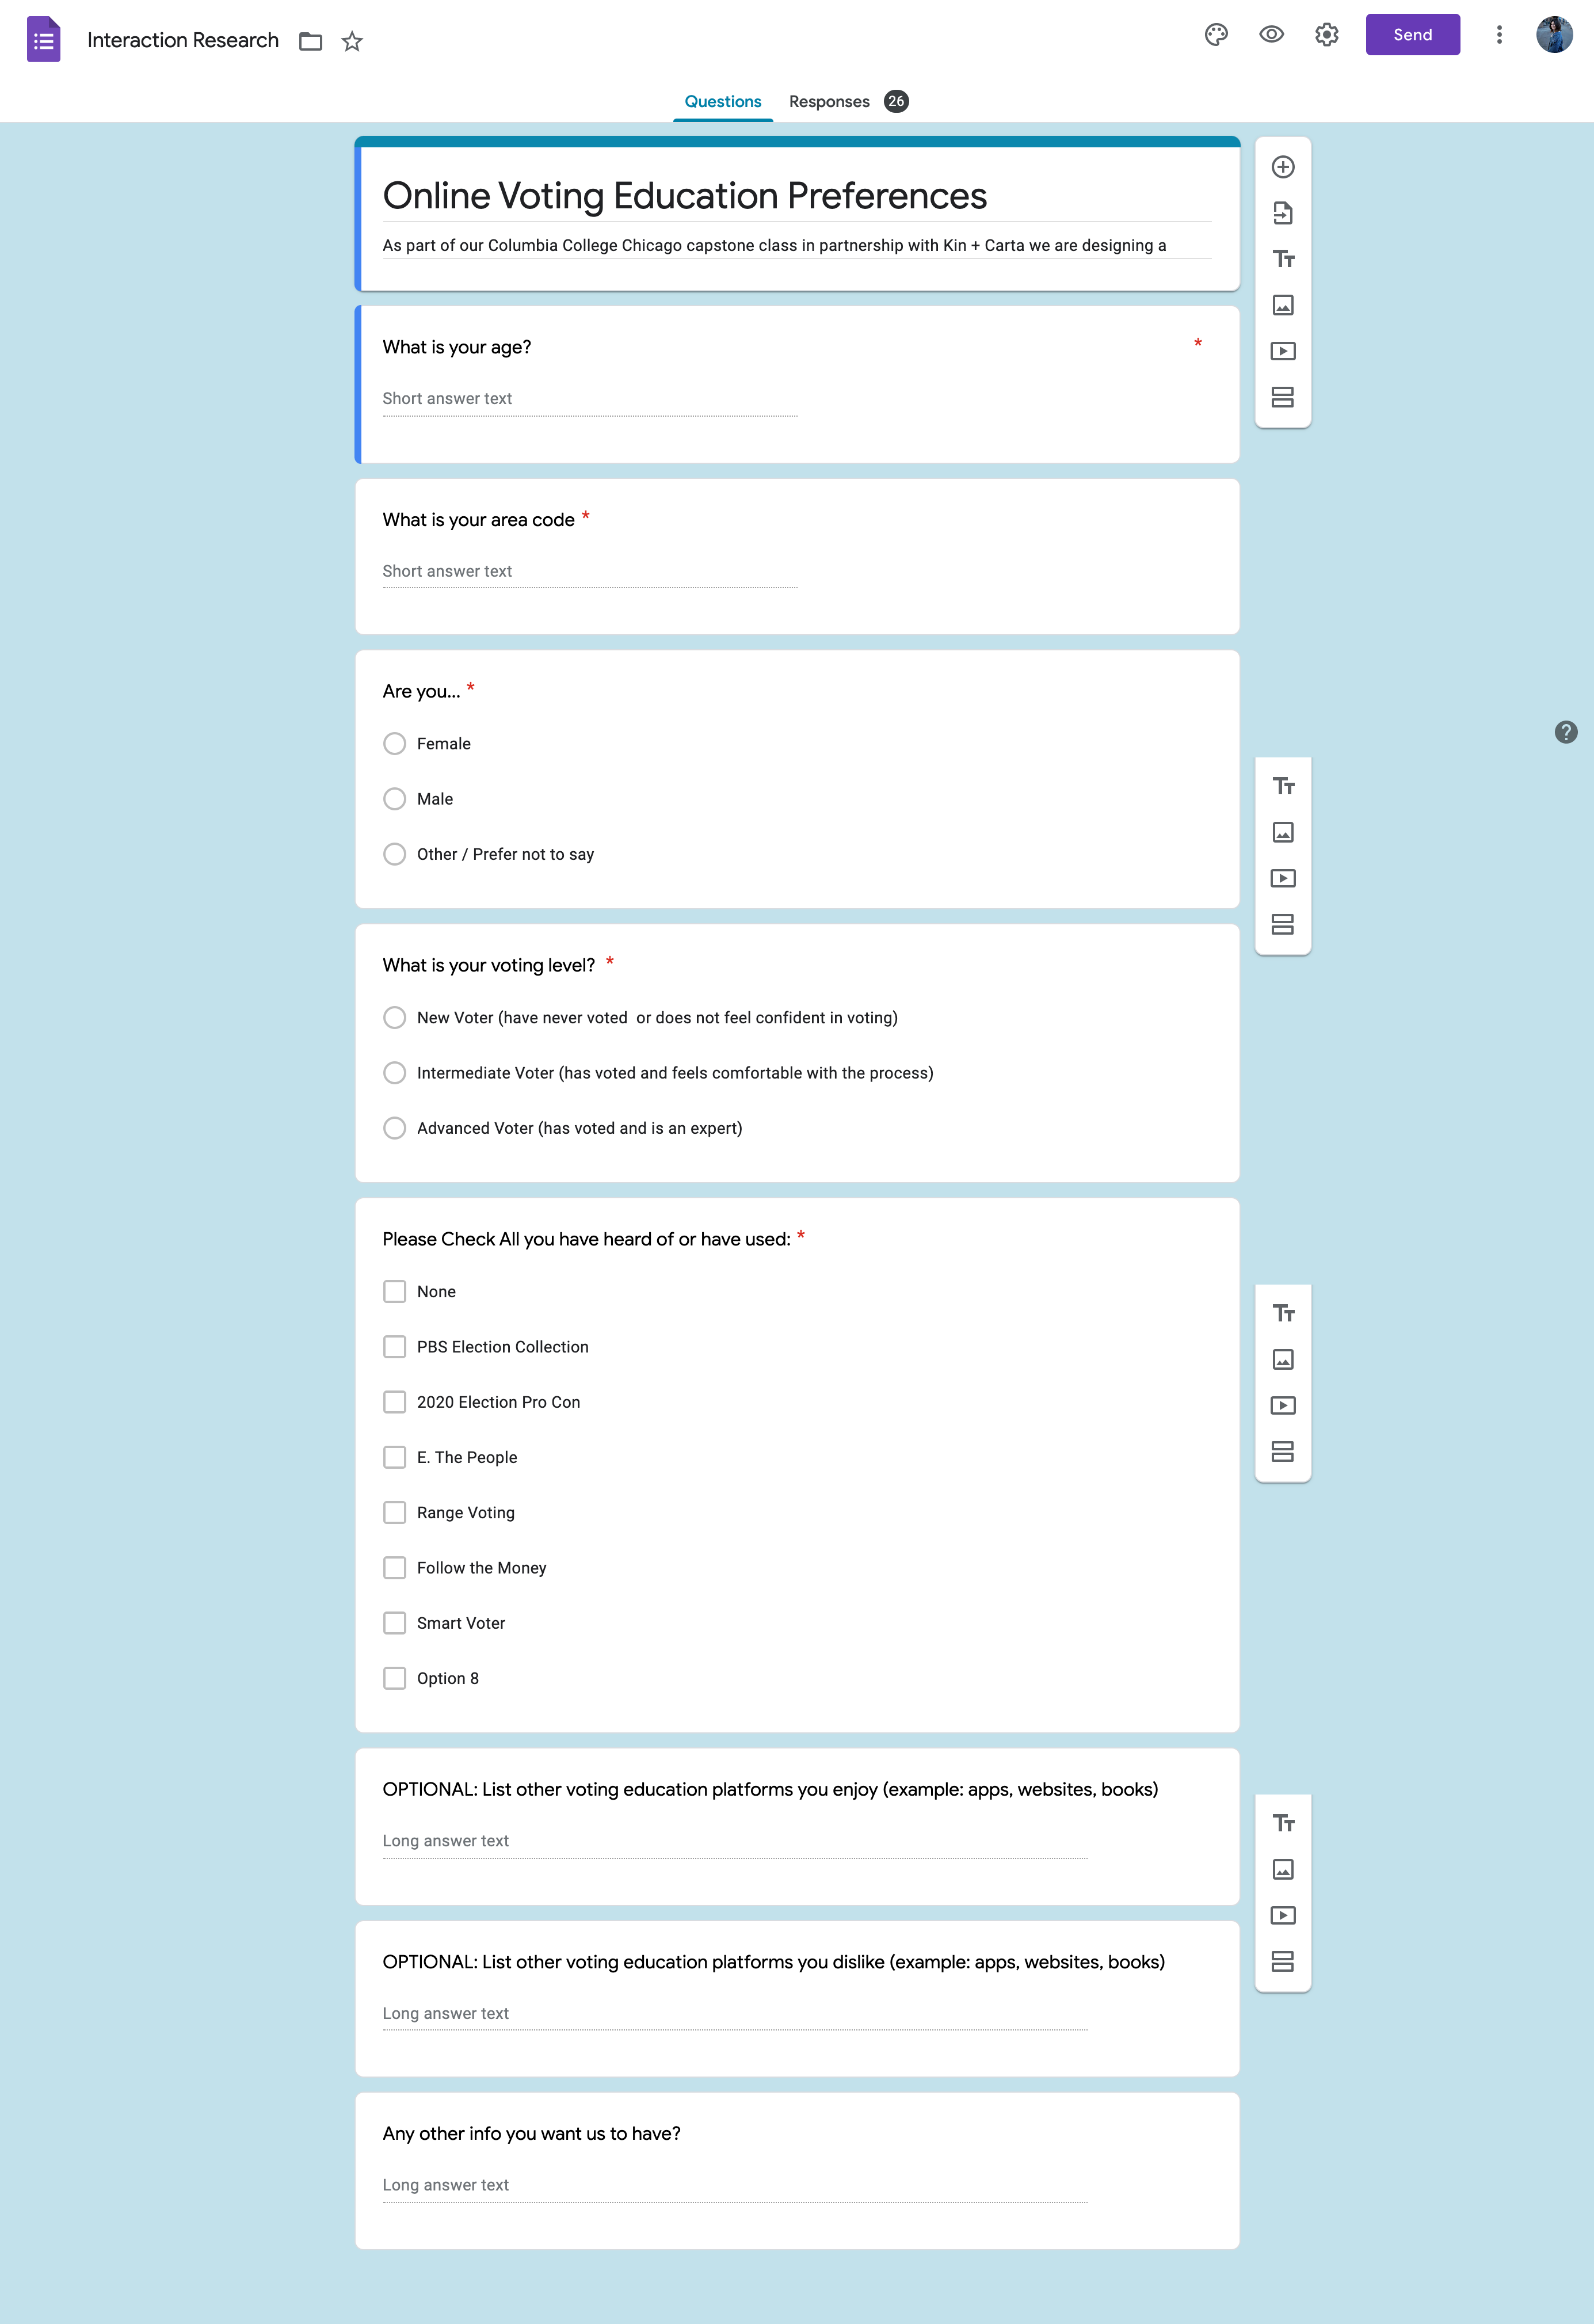 Interaction Research
Send
Questions Responses 26
Online Voting Education Preferences
As part of our Columbia College Chicago capstone class in partnership with Kin + Carta we are designing a
What is your age? *
Short answer text
What is your area code *
Short answer text
Are you... *
Female
Male
Other / Prefer not to say
What is your voting level? *
New Voter (have never voted  or does not feel confident in voting)
Intermediate Voter (has voted and feels comfortable with the process)
Advanced Voter (has voted and is an expert)
Please Check All you have heard of or have used: *
None
PBS Election Collection
2020 Election Pro Con
E. The People
Range Voting
Follow the Money
Smart Voter
Option 8
OPTIONAL: List other voting education platforms you enjoy (example: apps, websites, books)
Long answer text
OPTIONAL: List other voting education platforms you dislike (example: apps, websites, books)
Long answer text
Any other info you want us to have?
Long answer text